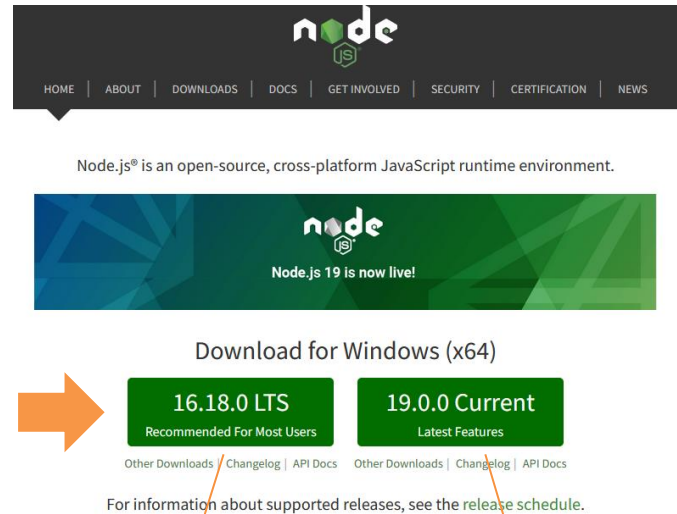 node
JS
HOME | ABOUT | DOWNLOADS | DOCS | GET INVOLVED | SECURITY | CERTIFICATION | NEWS
Node.js® is an open-source, cross-platform JavaScript runtime environment.
node
JS
Node.js 19 is now live!
Download for Windows (x64)
16.18.0 LTS
Recommended For Most Users
19.0.0 Current
Latest Features
Other Downloads | Changelog | API Docs
Other Downloads | Changelog | API Docs
For information about supported releases, see the release schedule.